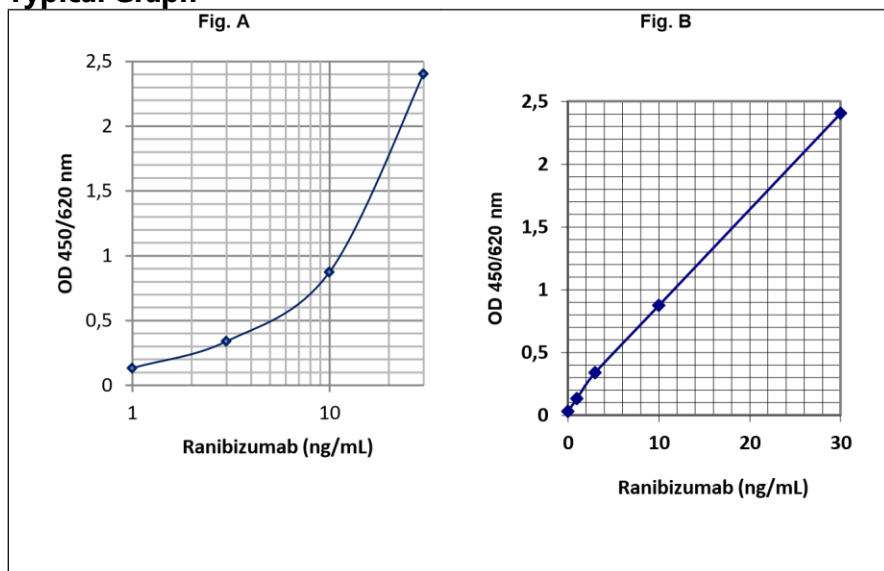 Typical Graph
Fig. A
2,5
2
1,5
1
0,5
0
1 10
OD 450/620 nm
Ranibizumab (ng/mL)
Fig. B
2,5
2
1,5
1
0,5
0
0 10 20 30
OD 450/620 nm
Ranibizumab (ng/mL)